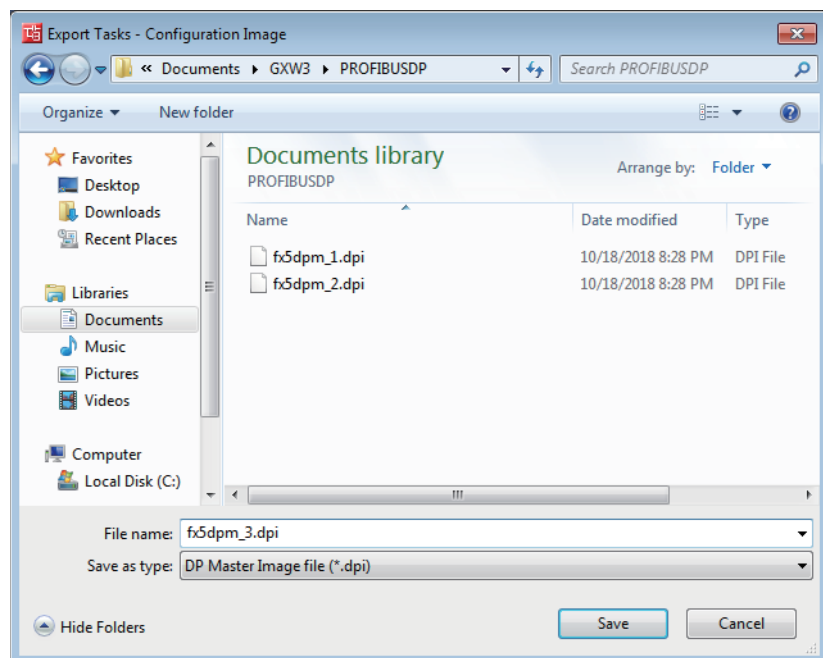 Export Tasks - Configuration Image
« Documents ▸ GXW3 ▸ PROFIBUSDP
Search PROFIBUSDP
Organize New folder
Favorites
Desktop
Downloads
Recent Places
Libraries
Documents
Music
Pictures
Videos
Computer
Local Disk (C:)
Documents library
PROFIBUSDP
Arrange by: Folder
Name Date modified Type
fx5dpm_1.dpi 10/18/2018 8:28 PM DPI File
fx5dpm_2.dpi 10/18/2018 8:28 PM DPI File
File name: fx5dpm_3.dpi
Save as type: DP Master Image file (*.dpi)
Hide Folders Save Cancel